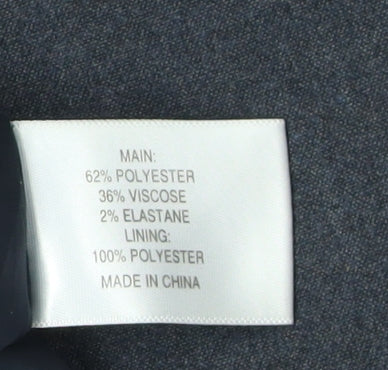 MAIN:
62% POLYESTER
36% VISCOSE
2% ELASTANE
LINING:
100% POLYESTER
MADE IN CHINA